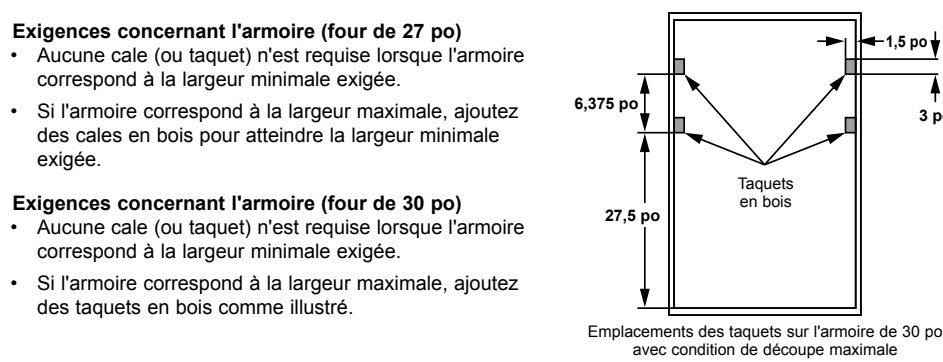 Exigences concernant l'armoire (four de 27 po)
• Aucune cale (ou taquet) n'est requise lorsque l'armoire
correspond à la largeur minimale exigée.
• Si l'armoire correspond à la largeur maximale, ajoutez
des cales en bois pour atteindre la largeur minimale
exigée.
Exigences concernant l'armoire (four de 30 po)
• Aucune cale (ou taquet) n'est requise lorsque l'armoire
correspond à la largeur minimale exigée.
• Si l'armoire correspond à la largeur maximale, ajoutez
des taquets en bois comme illustré.
1,5 po
6,375 po
3 p
Taquets
en bois
27,5 po
Emplacements des taquets sur l'armoire de 30 po
avec condition de découpe maximale